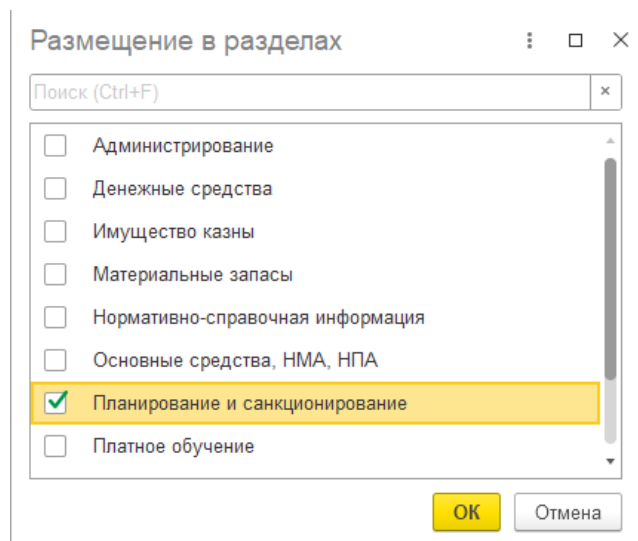 Размещение в разделах
Поиск (Ctrl+F)
Администрирование
Денежные средства
Имущество казны
Материальные запасы
Нормативно-справочная информация
Основные средства, НМА, НПА
Планирование и санкционирование
Платное обучение
ОК Отмена